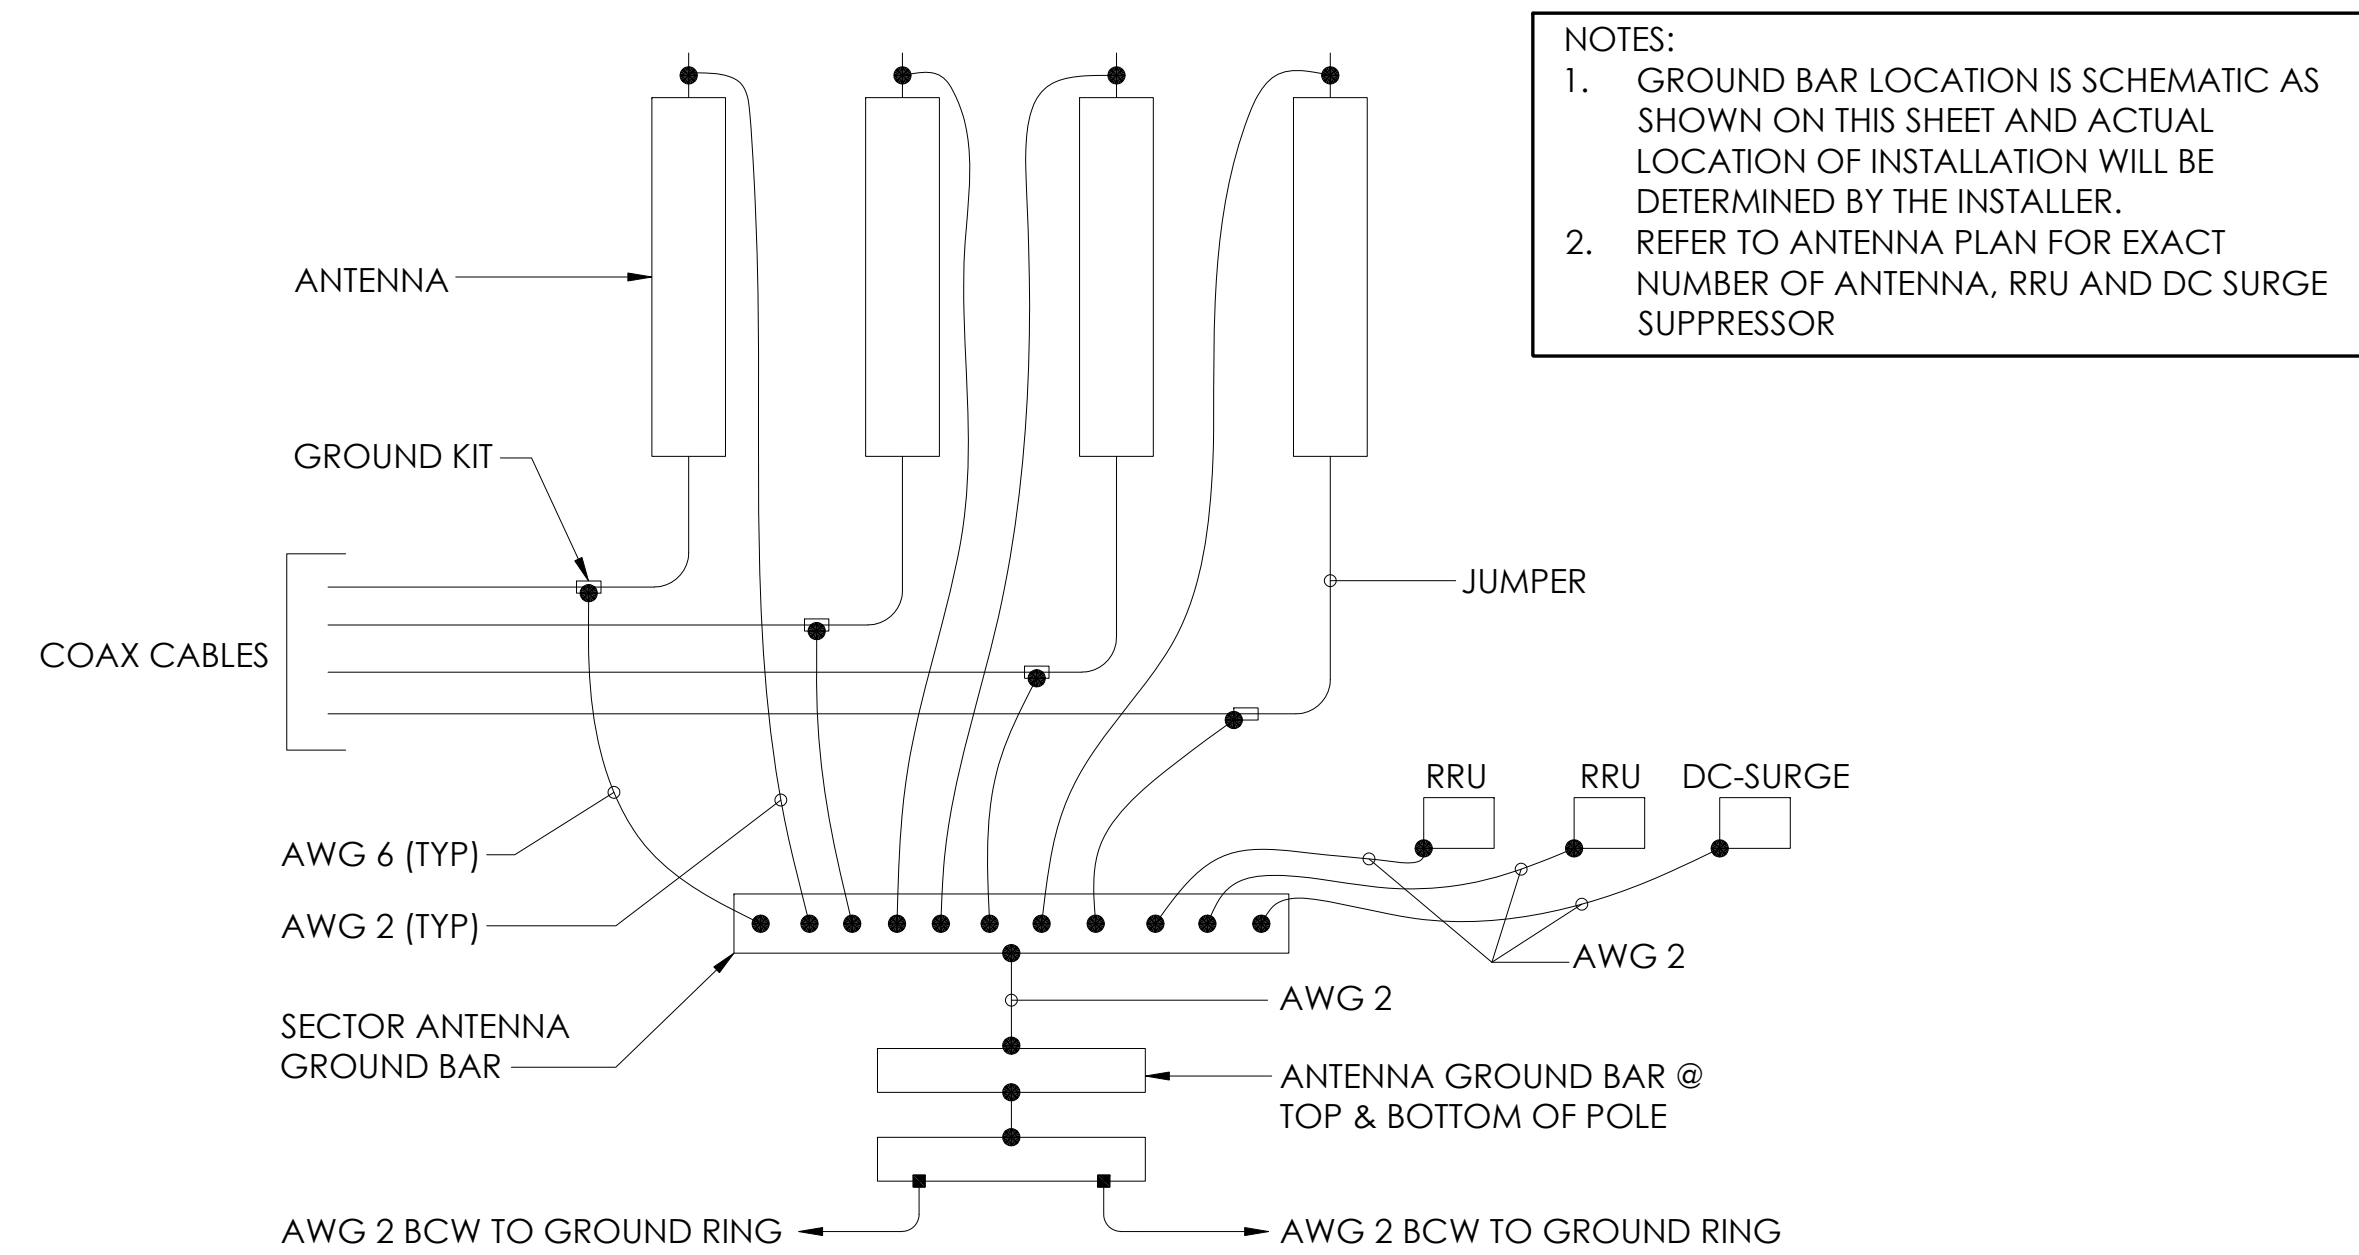 NOTES:
1. GROUND BAR LOCATION IS SCHEMATIC AS
SHOWN ON THIS SHEET AND ACTUAL
LOCATION OF INSTALLATION WILL BE
DETERMINED BY THE INSTALLER.
2. REFER TO ANTENNA PLAN FOR EXACT
NUMBER OF ANTENNA, RRU AND DC SURGE
SUPPRESSOR
ANTENNA
GROUND KIT
JUMPER
COAX CABLES
RRU
RRU
DC-SURGE
AWG 6 (TYP)
AWG 2 (TYP)
AWG 2
AWG 2
SECTOR ANTENNA
GROUND BAR
ANTENNA GROUND BAR @
TOP & BOTTOM OF POLE
AWG 2 BCW TO GROUND RING
AWG 2 BCW TO GROUND RING